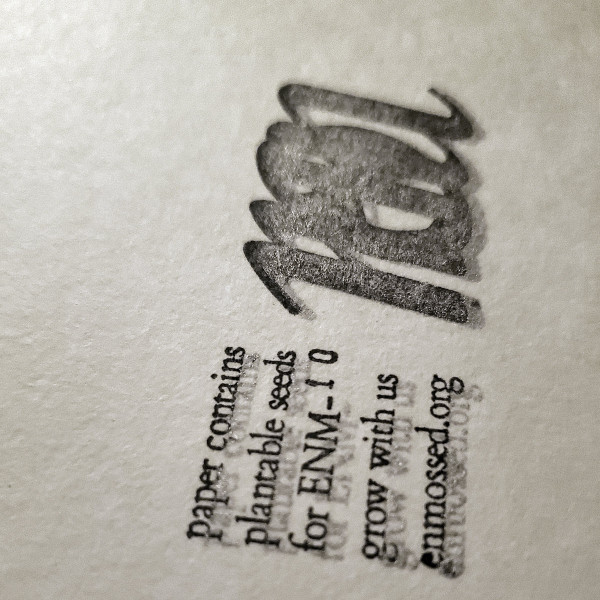 paper contains
plantable seeds
for ENM-10
grow with us
enmossed.org